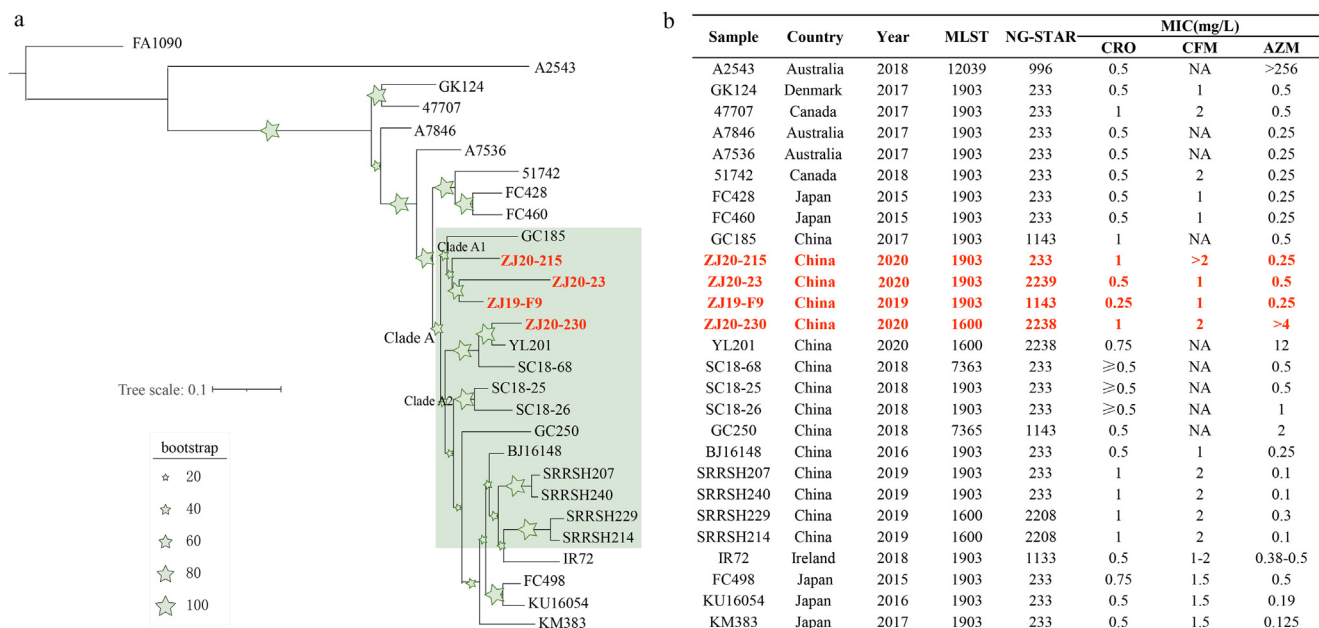 a
FA1090
A2543
GK124
47707
A7846
A7536
51742
FC428
FC460
GC185
Clade A1
ZJ20-215
ZJ20-23
ZJ19-F9
ZJ20-230
Clade A
YL201
SC18-68
SC18-25
Clade A2
SC18-26
GC250
BJ16148
SRRSH207
SRRSH240
SRRSH229
SRRSH214
IR72
FC498
KU16054
KM383
Tree scale: 0.1
bootstrap
20
40
60
80
100
b
Sample Country Year MLST NG-STAR MIC(mg/L)
CRO CFM AZM
A2543 Australia 2018 12039 996 0.5 NA >256
GK124 Denmark 2017 1903 233 0.5 1 0.5
47707 Canada 2017 1903 233 1 2 0.5
A7846 Australia 2017 1903 233 0.5 NA 0.25
A7536 Australia 2017 1903 233 0.5 NA 0.25
51742 Canada 2018 1903 233 0.5 2 0.25
FC428 Japan 2015 1903 233 0.5 1 0.25
FC460 Japan 2015 1903 233 0.5 1 0.25
GC185 China 2017 1903 1143 1 NA 0.5
ZJ20-215 China 2020 1903 233 1 >2 0.25
ZJ20-23 China 2020 1903 2239 0.5 1 0.5
ZJ19-F9 China 2019 1903 1143 0.25 1 0.25
ZJ20-230 China 2020 1600 2238 1 2 >4
YL201 China 2020 1600 2238 0.75 NA 12
SC18-68 China 2018 7363 233 ⩾0.5 NA 0.5
SC18-25 China 2018 1903 233 ⩾0.5 NA 0.5
SC18-26 China 2018 1903 233 ⩾0.5 NA 1
GC250 China 2018 7365 1143 0.5 NA 2
BJ16148 China 2016 1903 233 0.5 1 0.25
SRRSH207 China 2019 1903 233 1 2 0.1
SRRSH240 China 2019 1903 233 1 2 0.1
SRRSH229 China 2019 1600 2208 1 2 0.3
SRRSH214 China 2019 1600 2208 1 2 0.1
IR72 Ireland 2018 1903 1133 0.5 1-2 0.38-0.5
FC498 Japan 2015 1903 233 0.75 1.5 0.5
KU16054 Japan 2016 1903 233 0.5 1.5 0.19
KM383 Japan 2017 1903 233 0.5 1.5 0.125